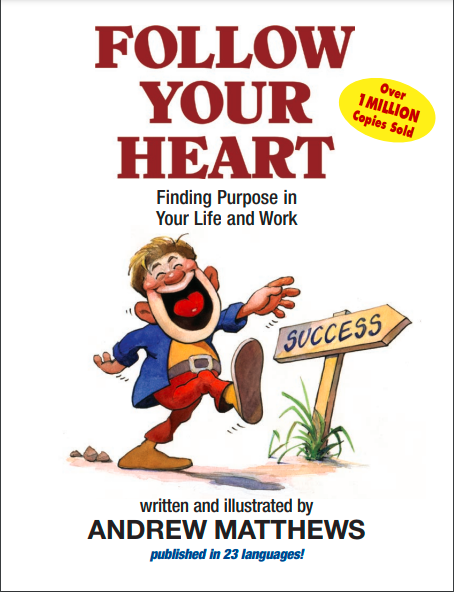 FOLLOW
YOUR
HEART
Over
1 MILLION
Copies Sold
Finding Purpose in
Your Life and Work
SUCCESS
written and illustrated by
ANDREW MATTHEWS
published in 23 languages!